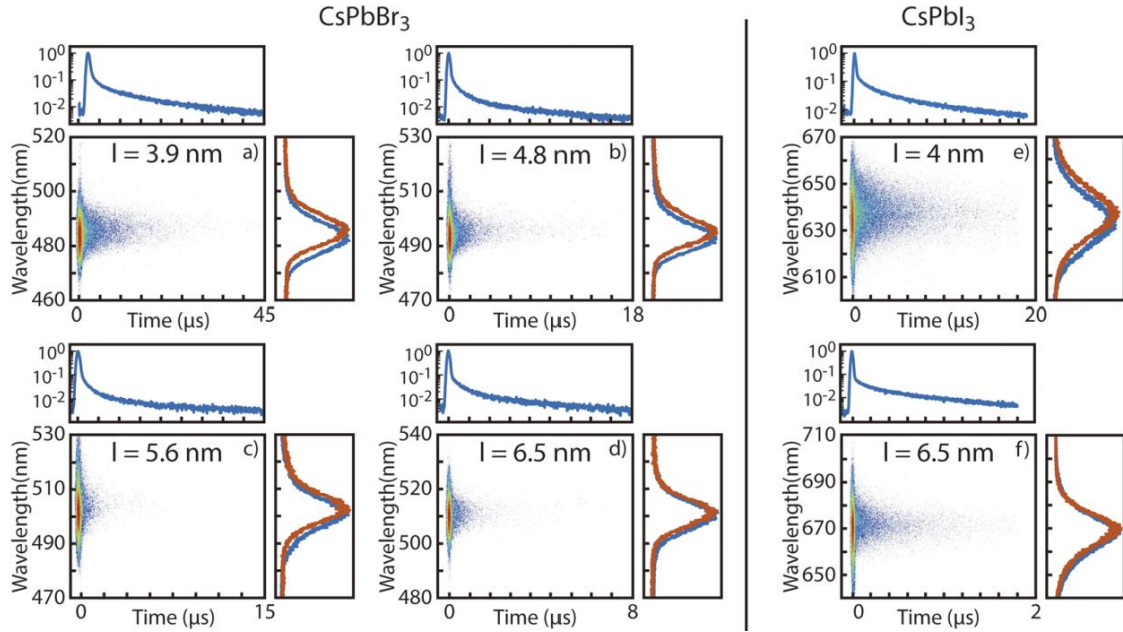 CsPbBr3
CsPbI3
10^0
10^-1
10^-2
10^0
10^-1
10^-2
10^0
10^-1
10^-2
520
500
480
460
Wavelength(nm)
l = 3.9 nm a)
0 45
Time (μs)
530
510
490
470
Wavelength(nm)
l = 4.8 nm b)
0 18
Time (μs)
670
650
630
610
Wavelength(nm)
l = 4 nm e)
0 20
Time (μs)
10^0
10^-1
10^-2
10^0
10^-1
10^-2
10^0
10^-1
10^-2
530
510
490
470
Wavelength(nm)
l = 5.6 nm c)
0 15
Time (μs)
540
520
500
480
Wavelength(nm)
l = 6.5 nm d)
0 8
Time (μs)
710
690
670
650
Wavelength(nm)
l = 6.5 nm f)
0 2
Time (μs)